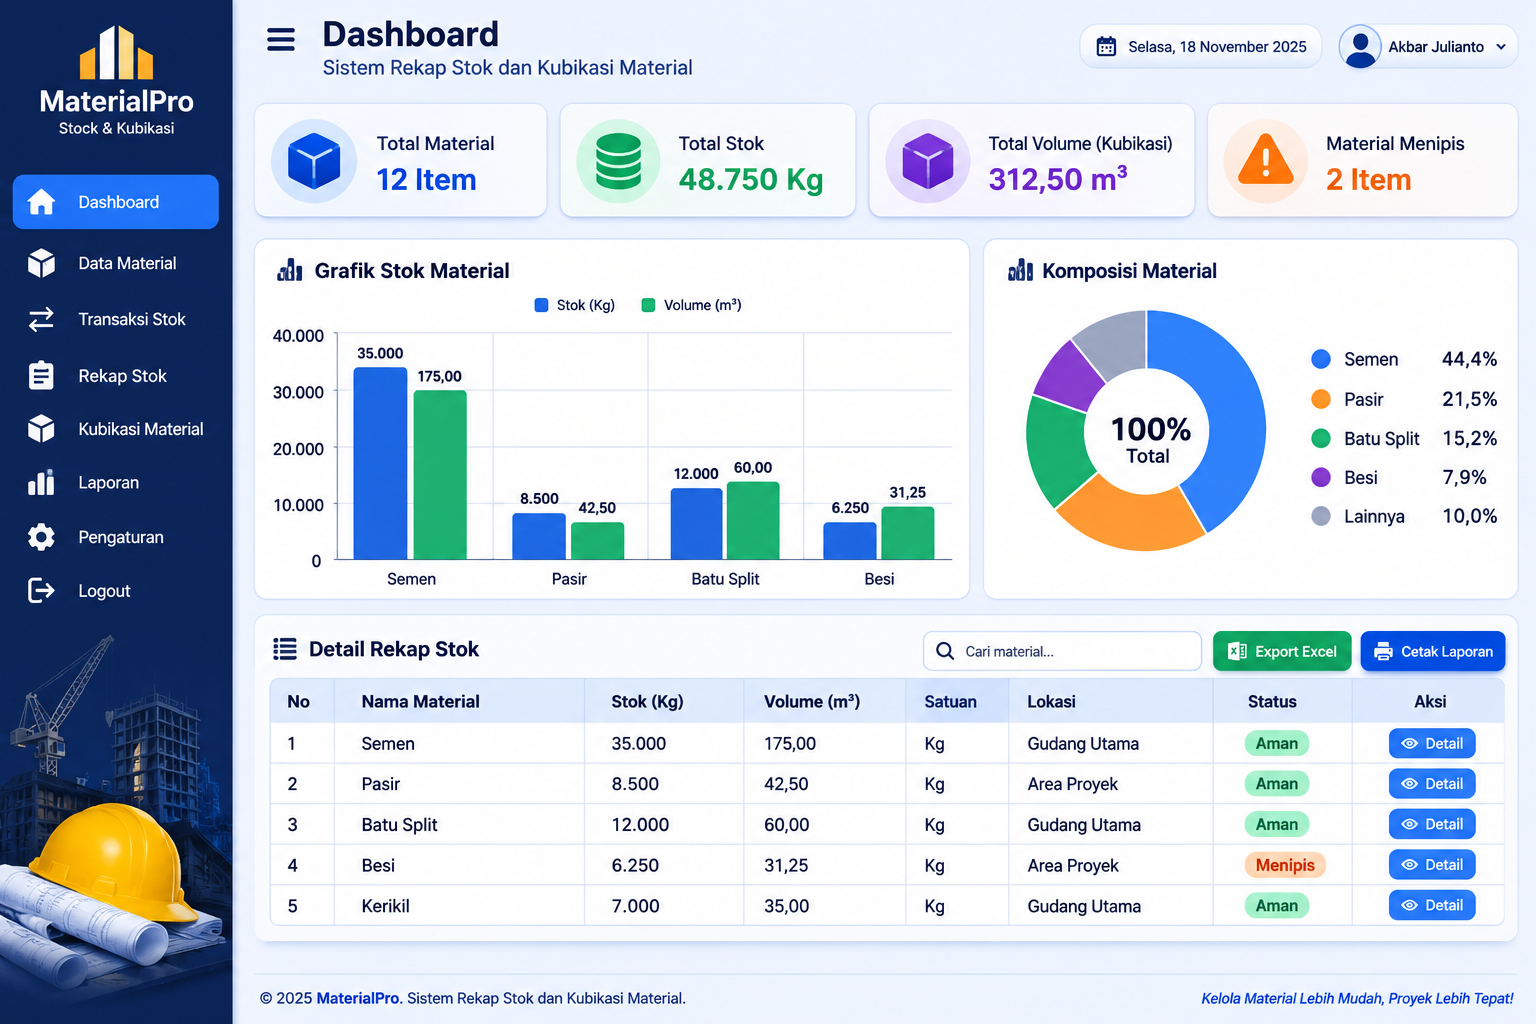 MaterialPro
Stock & Kubikasi
Dashboard
Data Material
Transaksi Stok
Rekap Stok
Kubikasi Material
Laporan
Pengaturan
Logout
Dashboard
Sistem Rekap Stok dan Kubikasi Material
Selasa, 18 November 2025
Akbar Julianto
Total Material
12 Item
Total Stok
48.750 Kg
Total Volume (Kubikasi)
312,50 m³
Material Menipis
2 Item
Grafik Stok Material
Stok (Kg) Volume (m³)
40.000
30.000
20.000
10.000
0
35.000 175,00
8.500 42,50
12.000 60,00
6.250 31,25
Semen Pasir Batu Split Besi
Komposisi Material
100%
Total
Semen 44,4%
Pasir 21,5%
Batu Split 15,2%
Besi 7,9%
Lainnya 10,0%
Detail Rekap Stok
Cari material...
Export Excel
Cetak Laporan
No Nama Material Stok (Kg) Volume (m³) Satuan Lokasi Status Aksi
1 Semen 35.000 175,00 Kg Gudang Utama Aman Detail
2 Pasir 8.500 42,50 Kg Area Proyek Aman Detail
3 Batu Split 12.000 60,00 Kg Gudang Utama Aman Detail
4 Besi 6.250 31,25 Kg Area Proyek Menipis Detail
5 Kerikil 7.000 35,00 Kg Gudang Utama Aman Detail
© 2025 MaterialPro. Sistem Rekap Stok dan Kubikasi Material.
Kelola Material Lebih Mudah, Proyek Lebih Tepat!